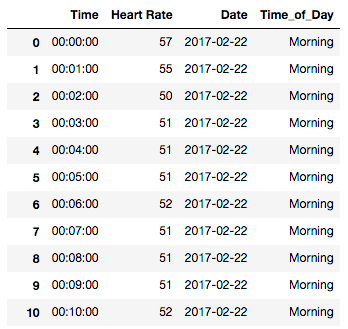 Time Heart Rate Date Time_of_Day
0 00:00:00 57 2017-02-22 Morning
1 00:01:00 55 2017-02-22 Morning
2 00:02:00 50 2017-02-22 Morning
3 00:03:00 51 2017-02-22 Morning
4 00:04:00 51 2017-02-22 Morning
5 00:05:00 51 2017-02-22 Morning
6 00:06:00 52 2017-02-22 Morning
7 00:07:00 51 2017-02-22 Morning
8 00:08:00 51 2017-02-22 Morning
9 00:09:00 51 2017-02-22 Morning
10 00:10:00 52 2017-02-22 Morning